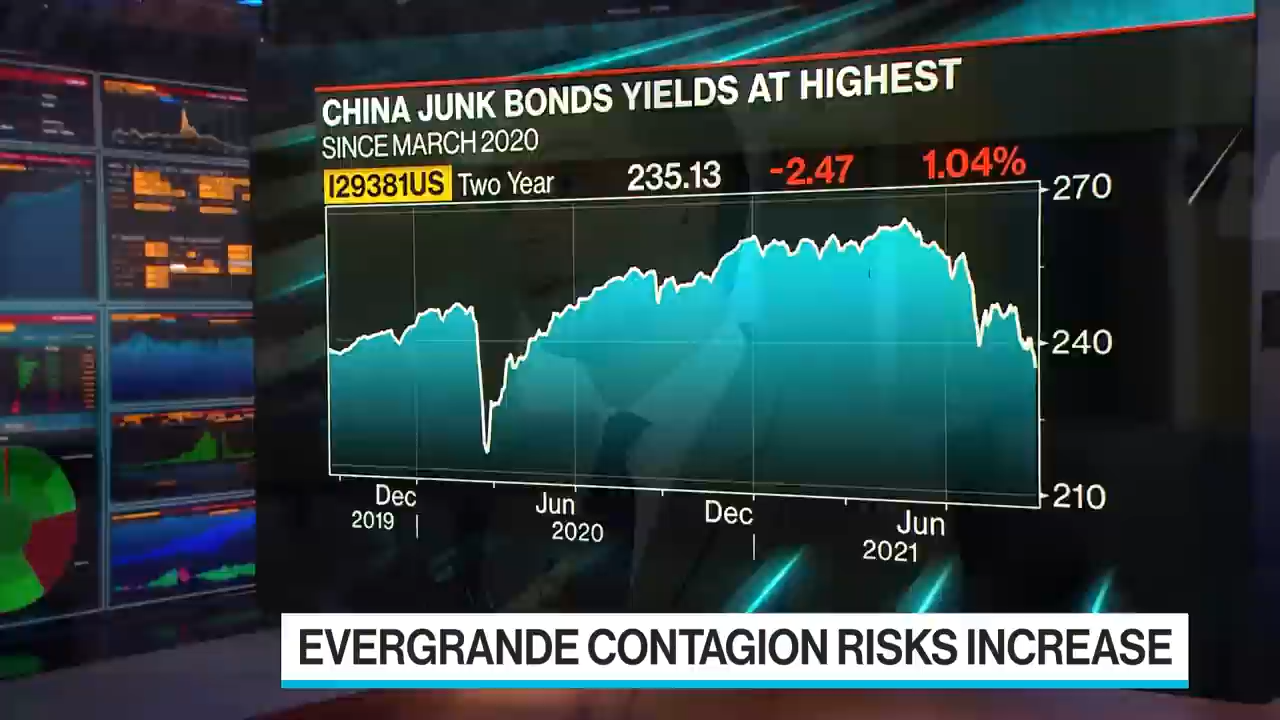 CHINA JUNK BONDS YIELDS AT HIGHEST
SINCE MARCH 2020
I29381US Two Year 235.13 -2.47 1.04%
270
240
210
Dec Jun Dec Jun
2019 | 2020 | 2021
EVERGRANDE CONTAGION RISKS INCREASE